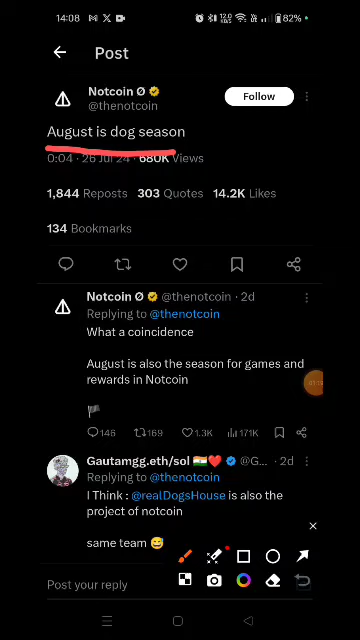 14:08
82%
Post
Notcoin Ø
@thenotcoin
Follow
August is dog season
0:04 · 26 Jul 24 · 680K Views
1,844 Reposts 303 Quotes 14.2K Likes
134 Bookmarks
Notcoin Ø @thenotcoin · 2d
Replying to @thenotcoin
What a coincidence
August is also the season for games and
rewards in Notcoin
146 169 1.3K 171K
Gautamgg.eth/sol @G... · 2d
Replying to @thenotcoin
I Think : @realDogsHouse is also the
project of notcoin
same team
Post your reply